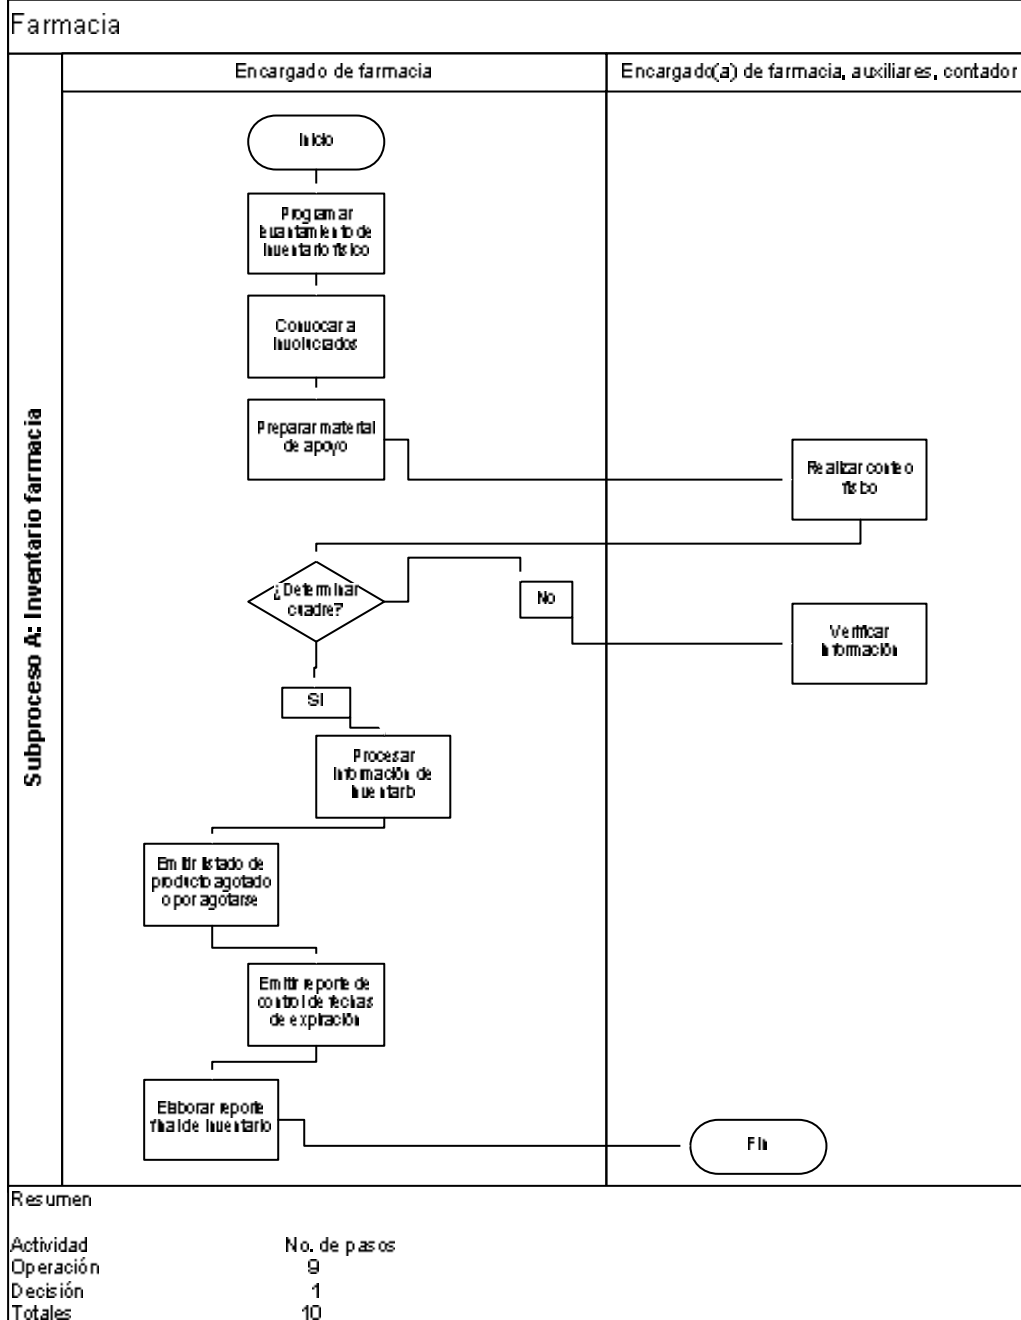 Farmacia
Encargado de farmacia
Encargado(a) de farmacia, auxiliares, contador
Subproceso A: Inventario farmacia
Inicio
Programar
levantamiento de
inventario físico
Convocar a
involucrados
Preparar material
de apoyo
Realizar conteo
físico
¿Determinar
cuadre?
No
Verificar
información
SI
Procesar
información de
inventario
Emitir listado de
producto agotado
o por agotarse
Emitir reporte de
control de fechas
de expiración
Elaborar reporte
final de inventario
Fin
Resumen
Actividad No. de pasos
Operación 9
Decisión 1
Totales 10